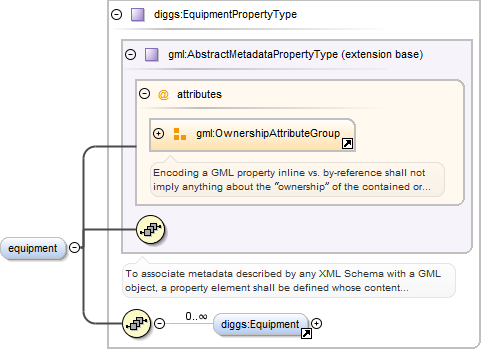 diggs:EquipmentPropertyType
gml:AbstractMetadataPropertyType (extension base)
@ attributes
gml:OwnershipAttributeGroup
Encoding a GML property inline vs. by-reference shall not
imply anything about the "ownership" of the contained or...
equipment
To associate metadata described by any XML Schema with a GML
object, a property element shall be defined whose content...
0..∞
diggs:Equipment